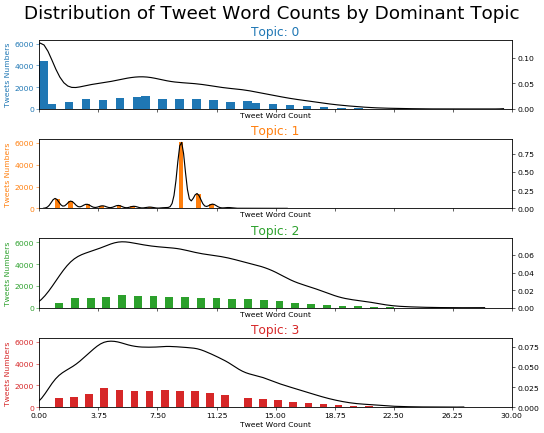 Distribution of Tweet Word Counts by Dominant Topic
Topic: 0
Tweets Numbers
6000
4000
2000
0
0.10
0.05
0.00
Tweet Word Count
Topic: 1
Tweets Numbers
6000
4000
2000
0
0.75
0.50
0.25
0.00
Tweet Word Count
Topic: 2
Tweets Numbers
6000
4000
2000
0
0.06
0.04
0.02
0.00
Tweet Word Count
Topic: 3
Tweets Numbers
6000
4000
2000
0
0.075
0.050
0.025
0.000
0.00 3.75 7.50 11.25 15.00 18.75 22.50 26.25 30.00
Tweet Word Count